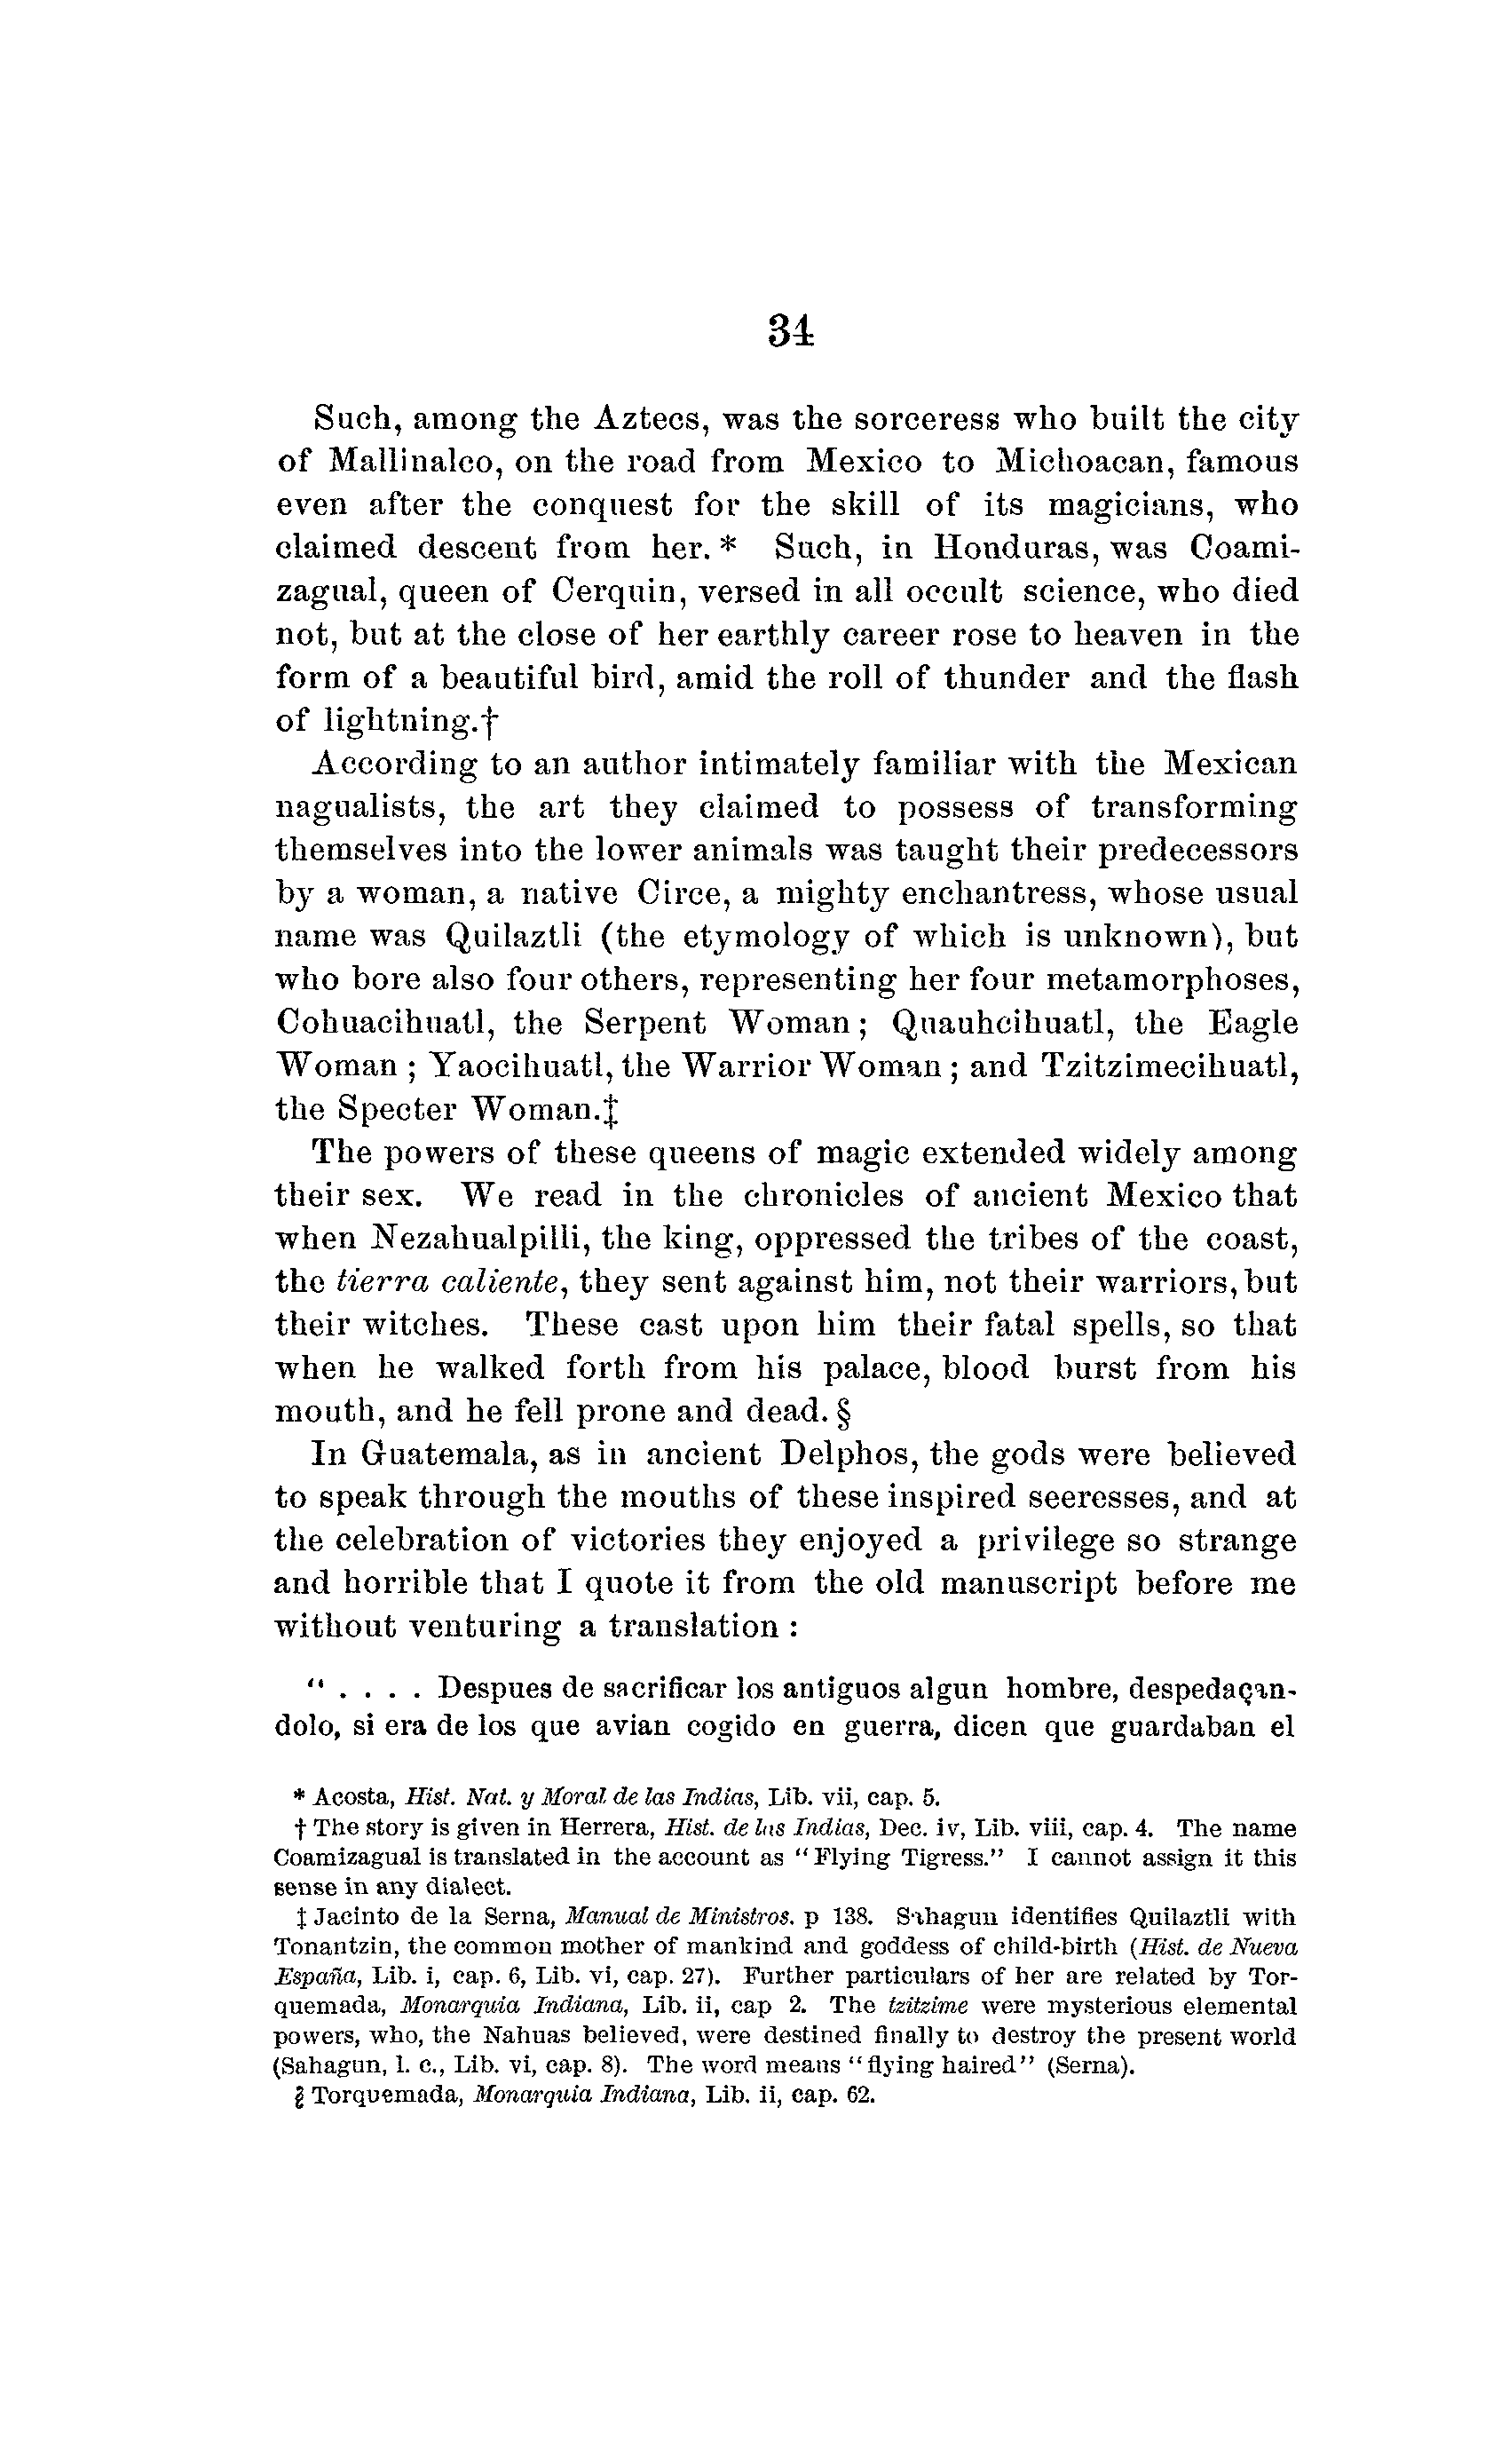 34
Such, among the Aztecs, was the sorceress who built the city
of Mallinalco, on the road from Mexico to Michoacan, famous
even after the conquest for the skill of its magicians, who
claimed descent from her. * Such, in Honduras, was Coami-
zagual, queen of Cerquin, versed in all occult science, who died
not, but at the close of her earthly career rose to heaven in the
form of a beautiful bird, amid the roll of thunder and the flash
of lightning.†
According to an author intimately familiar with the Mexican
nagualists, the art they claimed to possess of transforming
themselves into the lower animals was taught their predecessors
by a woman, a native Circe, a mighty enchantress, whose usual
name was Quilaztli (the etymology of which is unknown), but
who bore also four others, representing her four metamorphoses,
Cohuacihuatl, the Serpent Woman; Quauhcihuatl, the Eagle
Woman ; Yaocihuatl, the Warrior Woman ; and Tzitzimecihuatl,
the Specter Woman.‡
The powers of these queens of magic extended widely among
their sex. We read in the chronicles of ancient Mexico that
when Nezahualpilli, the king, oppressed the tribes of the coast,
the tierra caliente, they sent against him, not their warriors, but
their witches. These cast upon him their fatal spells, so that
when he walked forth from his palace, blood burst from his
mouth, and he fell prone and dead. §
In Guatemala, as in ancient Delphos, the gods were believed
to speak through the mouths of these inspired seeresses, and at
the celebration of victories they enjoyed a privilege so strange
and horrible that I quote it from the old manuscript before me
without venturing a translation :
" . . . . Despues de sacrificar los antiguos algun hombre, despedaçan-
dolo, si era de los que avian cogido en guerra, dicen que guardaban el
* Acosta, Hist. Nat. y Moral de las Indias, Lib. vii, cap. 5.
† The story is given in Herrera, Hist. de las Indias, Dec. iv, Lib. viii, cap. 4. The name
Coamizagual is translated in the account as "Flying Tigress." I cannot assign it this
sense in any dialect.
‡ Jacinto de la Serna, Manual de Ministros. p 138. Sahagun identifies Quilaztli with
Tonantzin, the common mother of mankind and goddess of child-birth (Hist. de Nueva
España, Lib. i, cap. 6, Lib. vi, cap. 27). Further particulars of her are related by Tor-
quemada, Monarquia Indiana, Lib. ii, cap 2. The tzitzime were mysterious elemental
powers, who, the Nahuas believed, were destined finally to destroy the present world
(Sahagun, l. c., Lib. vi, cap. 8). The word means "flying haired" (Serna).
§ Torquemada, Monarquia Indiana, Lib. ii, cap. 62.